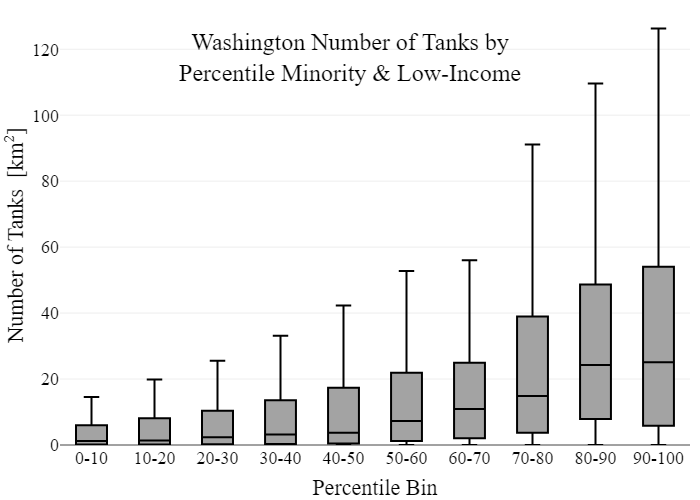 Washington Number of Tanks by
Percentile Minority & Low-Income
Number of Tanks [km²]
120
100
80
60
40
20
0
0-10 10-20 20-30 30-40 40-50 50-60 60-70 70-80 80-90 90-100
Percentile Bin